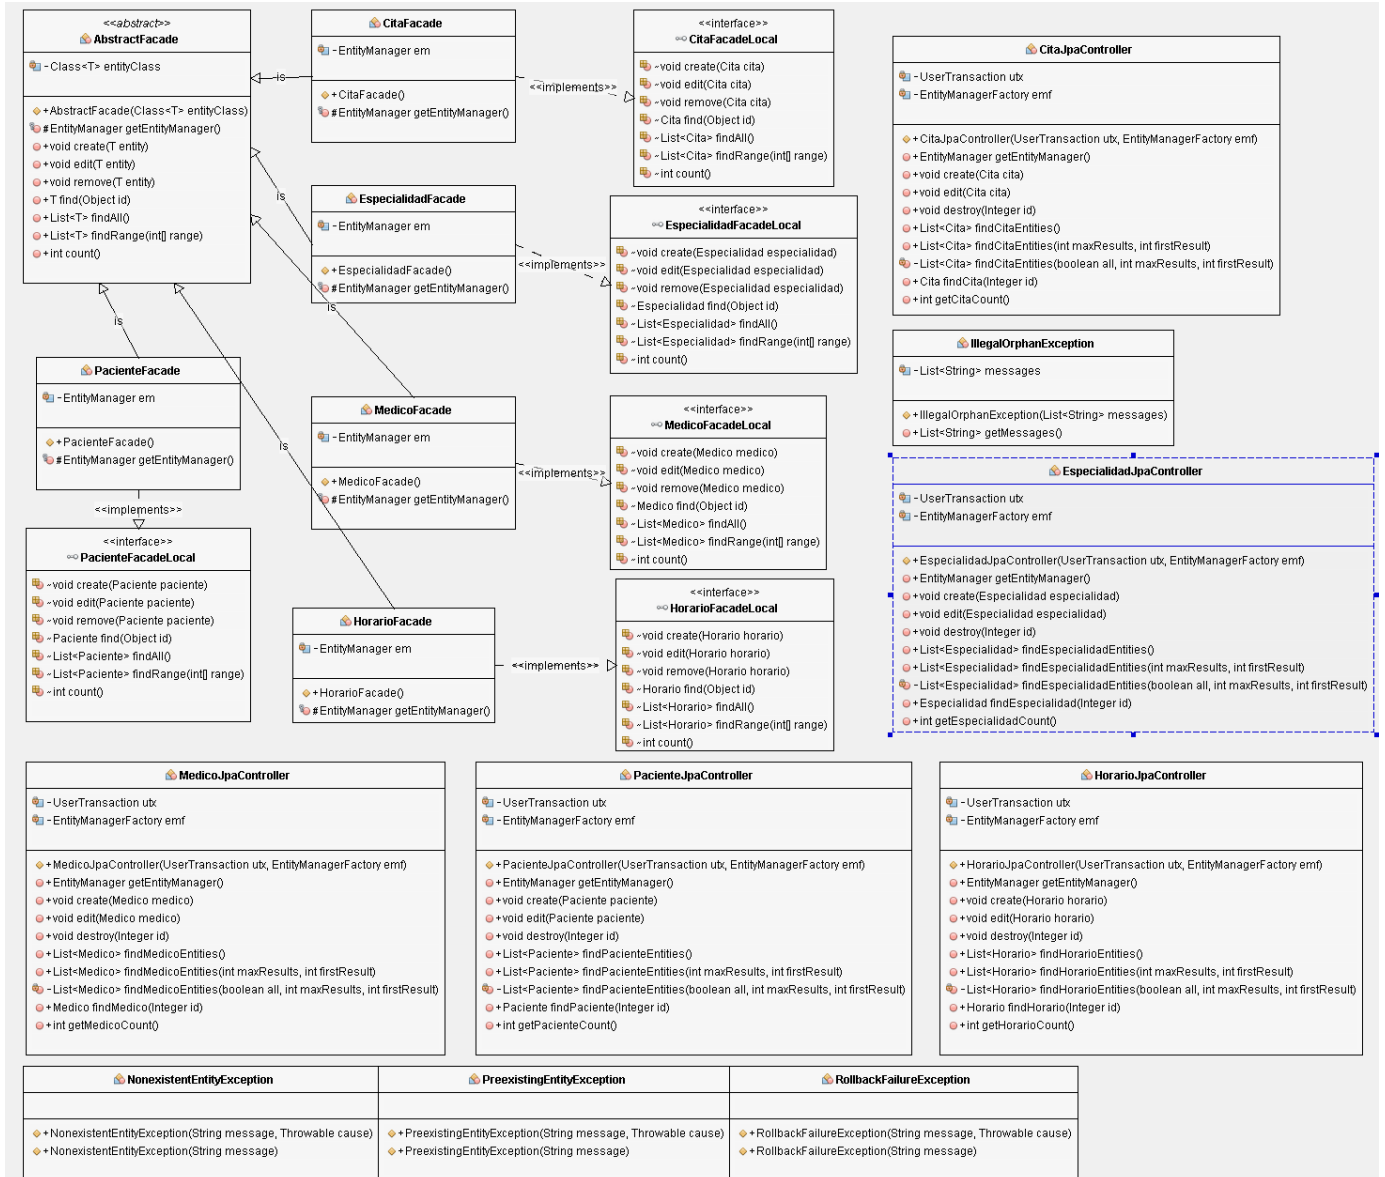 <<abstract>>
AbstractFacade
-Class<T> entityClass
+AbstractFacade(Class<T> entityClass)
#EntityManager getEntityManager()
+void create(T entity)
+void edit(T entity)
+void remove(T entity)
+T find(Object id)
+List<T> findAll()
+List<T> findRange(int[] range)
+int count()
is
CitaFacade
-EntityManager em
+CitaFacade()
#EntityManager getEntityManager()
<<implements>>
<<interface>>
CitaFacadeLocal
~void create(Cita cita)
~void edit(Cita cita)
~void remove(Cita cita)
~Cita find(Object id)
~List<Cita> findAll()
~List<Cita> findRange(int[] range)
~int count()
CitaJpaController
-UserTransaction utx
-EntityManagerFactory emf
+CitaJpaController(UserTransaction utx, EntityManagerFactory emf)
+EntityManager getEntityManager()
+void create(Cita cita)
+void edit(Cita cita)
+void destroy(Integer id)
+List<Cita> findCitaEntities()
+List<Cita> findCitaEntities(int maxResults, int firstResult)
-List<Cita> findCitaEntities(boolean all, int maxResults, int firstResult)
+Cita findCita(Integer id)
+int getCitaCount()
is
EspecialidadFacade
-EntityManager em
+EspecialidadFacade()
#EntityManager getEntityManager()
<<implements>>
<<interface>>
EspecialidadFacadeLocal
~void create(Especialidad especialidad)
~void edit(Especialidad especialidad)
~void remove(Especialidad especialidad)
~Especialidad find(Object id)
~List<Especialidad> findAll()
~List<Especialidad> findRange(int[] range)
~int count()
is
is
IllegalOrphanException
-List<String> messages
+IllegalOrphanException(List<String> messages)
+List<String> getMessages()
PacienteFacade
-EntityManager em
+PacienteFacade()
#EntityManager getEntityManager()
<<implements>>
is
MedicoFacade
-EntityManager em
+MedicoFacade()
#EntityManager getEntityManager()
<<implements>>
<<interface>>
MedicoFacadeLocal
~void create(Medico medico)
~void edit(Medico medico)
~void remove(Medico medico)
~Medico find(Object id)
~List<Medico> findAll()
~List<Medico> findRange(int[] range)
~int count()
EspecialidadJpaController
-UserTransaction utx
-EntityManagerFactory emf
+EspecialidadJpaController(UserTransaction utx, EntityManagerFactory emf)
+EntityManager getEntityManager()
+void create(Especialidad especialidad)
+void edit(Especialidad especialidad)
+void destroy(Integer id)
+List<Especialidad> findEspecialidadEntities()
+List<Especialidad> findEspecialidadEntities(int maxResults, int firstResult)
-List<Especialidad> findEspecialidadEntities(boolean all, int maxResults, int firstResult)
+Especialidad findEspecialidad(Integer id)
+int getEspecialidadCount()
<<interface>>
PacienteFacadeLocal
~void create(Paciente paciente)
~void edit(Paciente paciente)
~void remove(Paciente paciente)
~Paciente find(Object id)
~List<Paciente> findAll()
~List<Paciente> findRange(int[] range)
~int count()
HorarioFacade
-EntityManager em
+HorarioFacade()
#EntityManager getEntityManager()
<<implements>>
<<interface>>
HorarioFacadeLocal
~void create(Horario horario)
~void edit(Horario horario)
~void remove(Horario horario)
~Horario find(Object id)
~List<Horario> findAll()
~List<Horario> findRange(int[] range)
~int count()
MedicoJpaController
-UserTransaction utx
-EntityManagerFactory emf
+MedicoJpaController(UserTransaction utx, EntityManagerFactory emf)
+EntityManager getEntityManager()
+void create(Medico medico)
+void edit(Medico medico)
+void destroy(Integer id)
+List<Medico> findMedicoEntities()
+List<Medico> findMedicoEntities(int maxResults, int firstResult)
-List<Medico> findMedicoEntities(boolean all, int maxResults, int firstResult)
+Medico findMedico(Integer id)
+int getMedicoCount()
PacienteJpaController
-UserTransaction utx
-EntityManagerFactory emf
+PacienteJpaController(UserTransaction utx, EntityManagerFactory emf)
+EntityManager getEntityManager()
+void create(Paciente paciente)
+void edit(Paciente paciente)
+void destroy(Integer id)
+List<Paciente> findPacienteEntities()
+List<Paciente> findPacienteEntities(int maxResults, int firstResult)
-List<Paciente> findPacienteEntities(boolean all, int maxResults, int firstResult)
+Paciente findPaciente(Integer id)
+int getPacienteCount()
HorarioJpaController
-UserTransaction utx
-EntityManagerFactory emf
+HorarioJpaController(UserTransaction utx, EntityManagerFactory emf)
+EntityManager getEntityManager()
+void create(Horario horario)
+void edit(Horario horario)
+void destroy(Integer id)
+List<Horario> findHorarioEntities()
+List<Horario> findHorarioEntities(int maxResults, int firstResult)
-List<Horario> findHorarioEntities(boolean all, int maxResults, int firstResult)
+Horario findHorario(Integer id)
+int getHorarioCount()
NonexistentEntityException
+NonexistentEntityException(String message, Throwable cause)
+NonexistentEntityException(String message)
PreexistingEntityException
+PreexistingEntityException(String message, Throwable cause)
+PreexistingEntityException(String message)
RollbackFailureException
+RollbackFailureException(String message, Throwable cause)
+RollbackFailureException(String message)